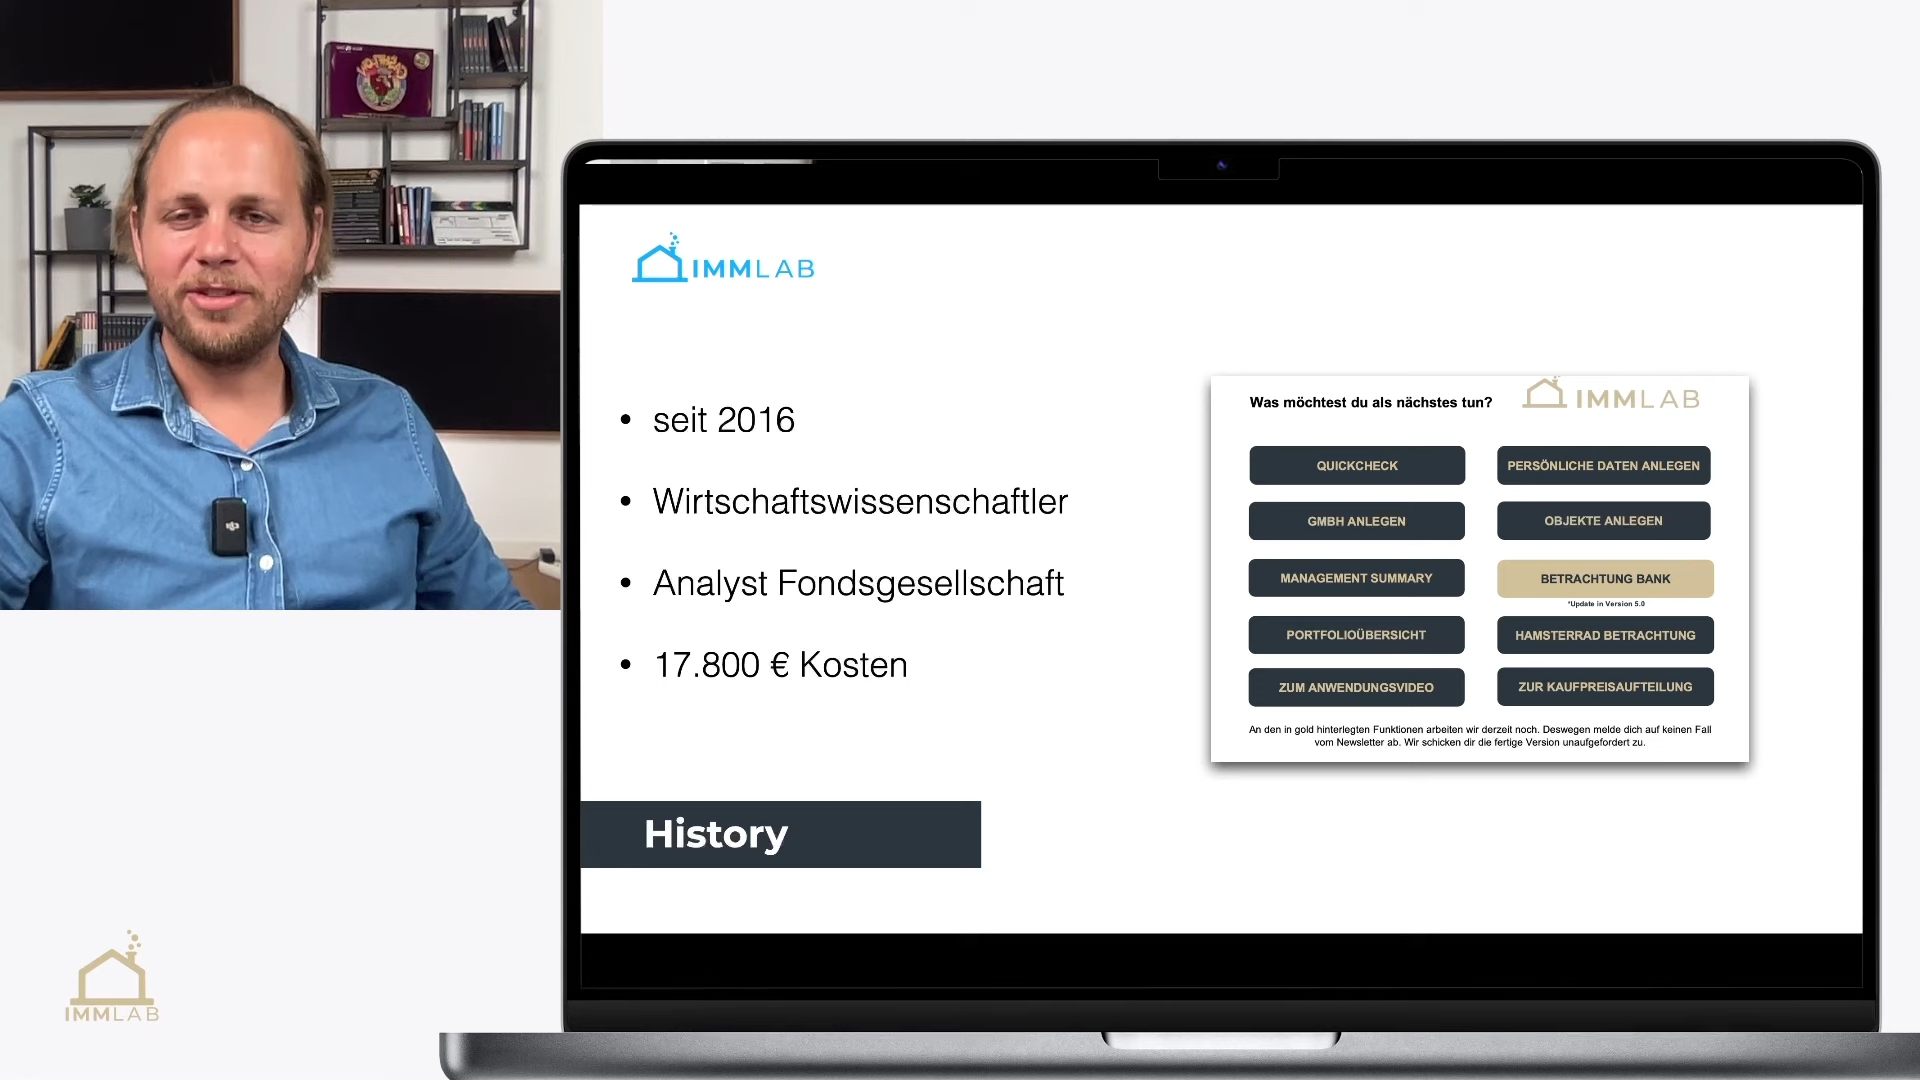 IMMLAB
seit 2016
Wirtschaftswissenschaftler
Analyst Fondsgesellschaft
17.800 € Kosten
History
Was möchtest du als nächstes tun?
IMMLAB
QUICKCHECK
PERSÖNLICHE DATEN ANLEGEN
GMBH ANLEGEN
OBJEKTE ANLEGEN
MANAGEMENT SUMMARY
BETRACHTUNG BANK
*Update in Version 5.0
PORTFOLIOÜBERSICHT
HAMSTERRAD BETRACHTUNG
ZUM ANWENDUNGSVIDEO
ZUR KAUFPREISAUFTEILUNG
An den in gold hinterlegten Funktionen arbeiten wir derzeit noch. Deswegen melde dich auf keinen Fall
vom Newsletter ab. Wir schicken dir die fertige Version unaufgefordert zu.
IMMLAB